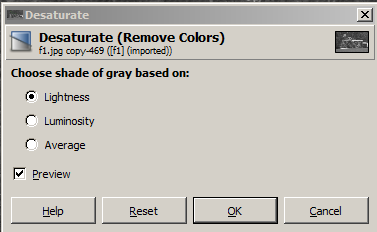 Desaturate
Desaturate (Remove Colors)
f1.jpg copy-469 ([f1] (imported))
Choose shade of gray based on:
Lightness
Luminosity
Average
Preview
Help Reset OK Cancel